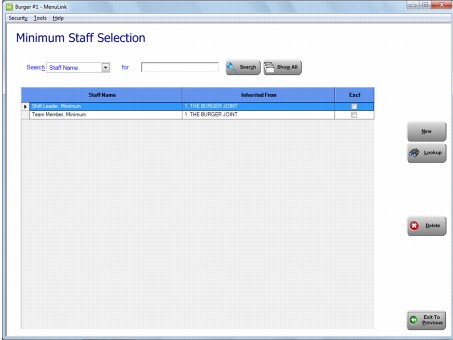 Burger #1 - MenuLink
Security Tools Help
Minimum Staff Selection
Search Staff Name for Search Show All
Staff Name Inherited From Excl
Shift Leader, Minimum 1. THE BURGER JOINT
Team Member, Minimum 1. THE BURGER JOINT
New
Lookup
Delete
Exit To
Previous